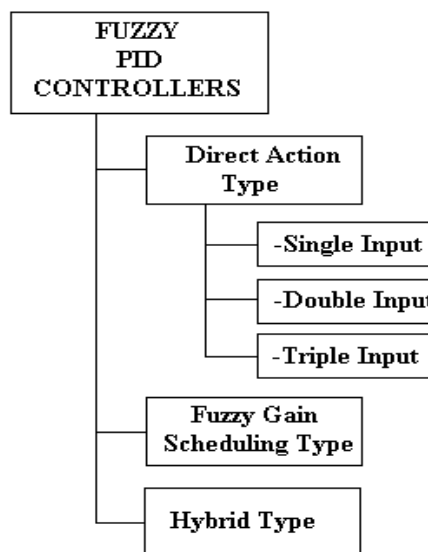 FUZZY
PID
CONTROLLERS
Direct Action
Type
-Single Input
-Double Input
-Triple Input
Fuzzy Gain
Scheduling Type
Hybrid Type